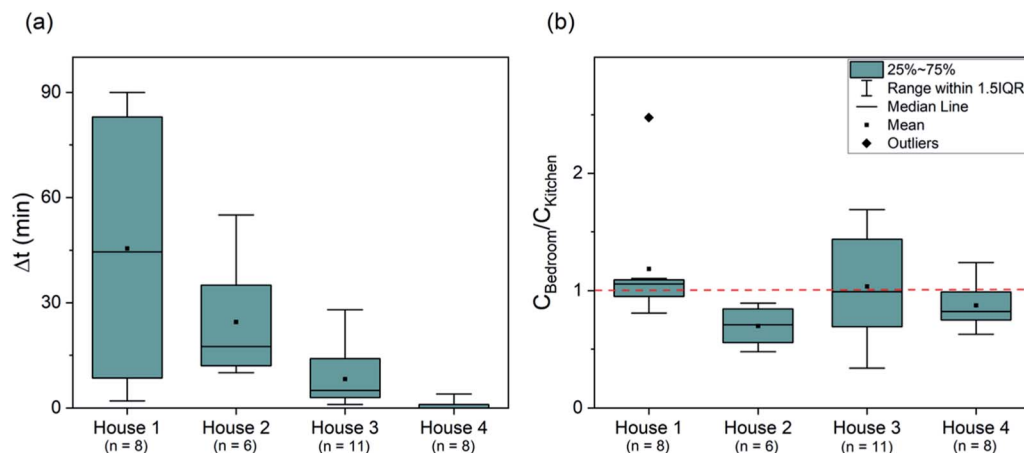 (a)
Δt (min)
90
60
30
0
House 1
(n = 8)
House 2
(n = 6)
House 3
(n = 11)
House 4
(n = 8)
(b)
C_Bedroom/C_Kitchen
2
1
0
25%~75%
Range within 1.5IQR
Median Line
Mean
Outliers
House 1
(n = 8)
House 2
(n = 6)
House 3
(n = 11)
House 4
(n = 8)